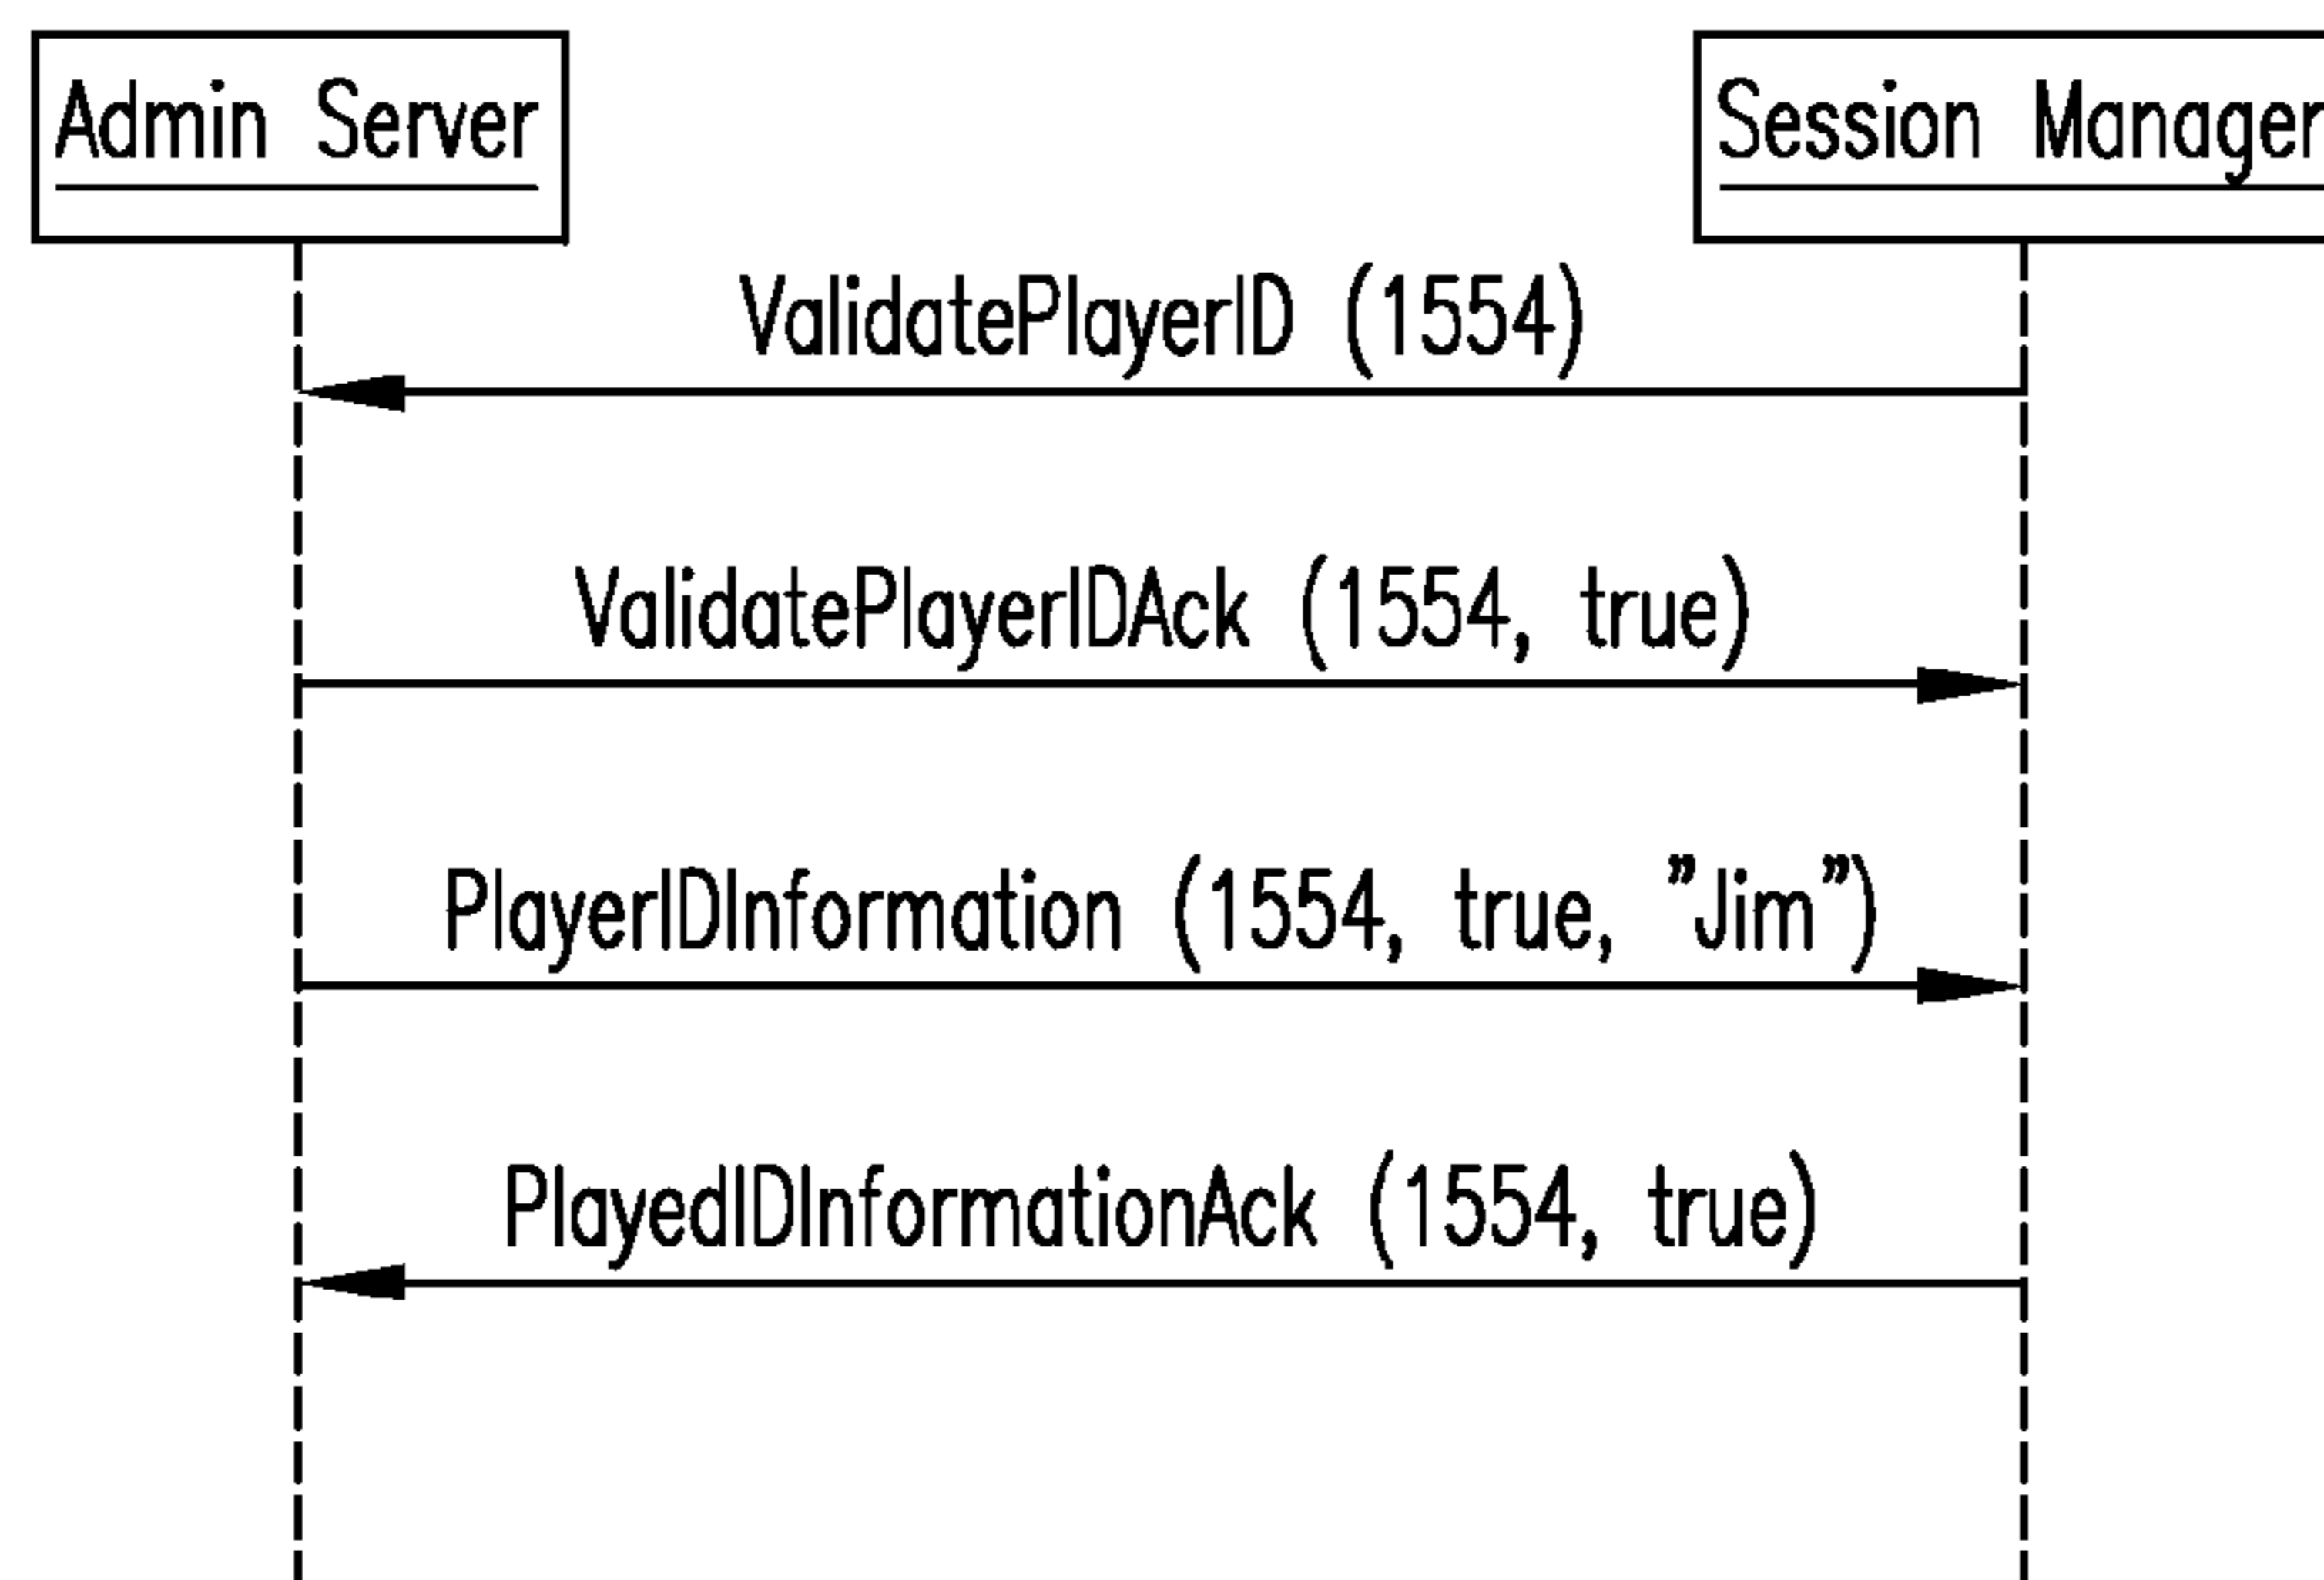 Admin Server
Session Manager
ValidatePlayerID (1554)
ValidatePlayerIDAck (1554, true)
PlayerIDInformation (1554, true, ”Jim”)
PlayedIDInformationAck (1554, true)